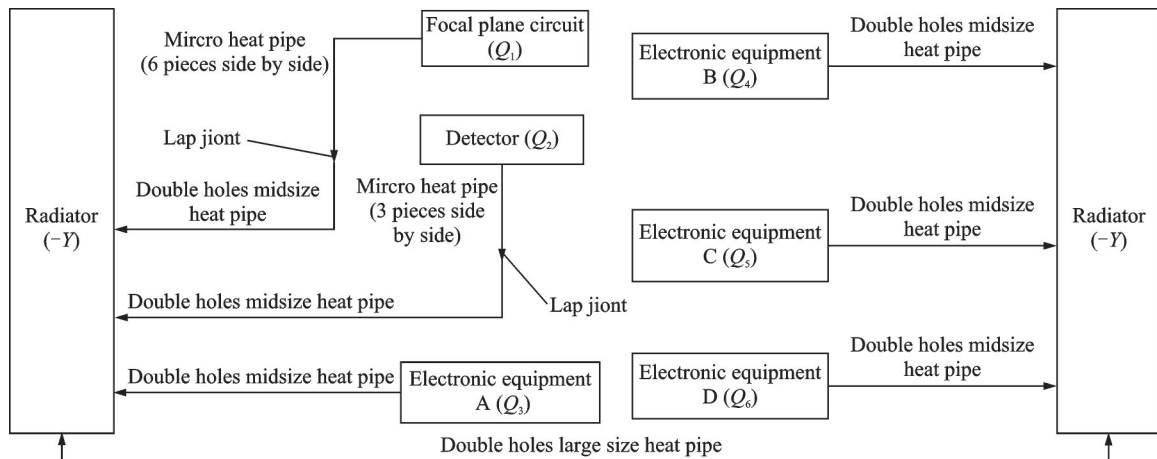 Radiator
(−Y)
Mircro heat pipe
(6 pieces side by side)
Focal plane circuit
(Q₁)
Lap jiont
Double holes midsize
heat pipe
Detector (Q₂)
Mircro heat pipe
(3 pieces side
by side)
Lap jiont
Double holes midsize heat pipe
Double holes midsize heat pipe
Electronic equipment
A (Q₃)
Electronic equipment
B (Q₄)
Double holes midsize
heat pipe
Electronic equipment
C (Q₅)
Double holes midsize
heat pipe
Electronic equipment
D (Q₆)
Double holes midsize
heat pipe
Radiator
(−Y)
Double holes large size heat pipe